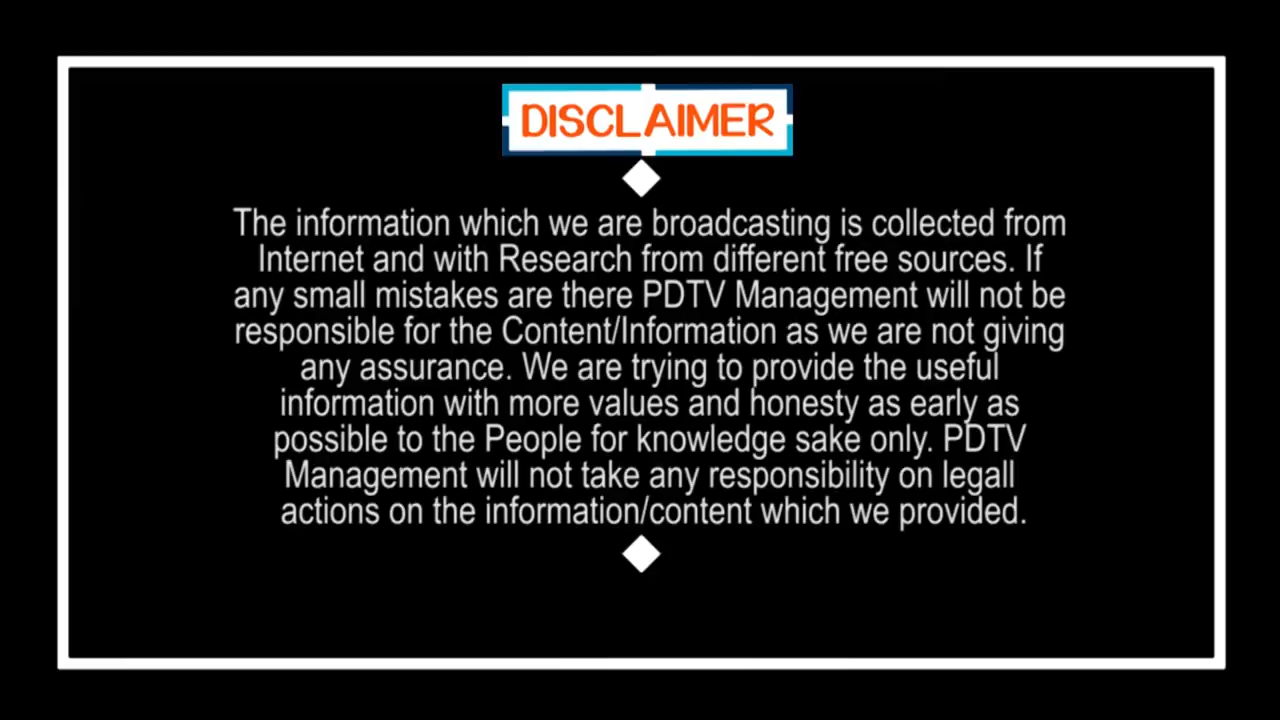 DISCLAIMER
The information which we are broadcasting is collected from
Internet and with Research from different free sources. If
any small mistakes are there PDTV Management will not be
responsible for the Content/Information as we are not giving
any assurance. We are trying to provide the useful
information with more values and honesty as early as
possible to the People for knowledge sake only. PDTV
Management will not take any responsibility on legall
actions on the information/content which we provided.